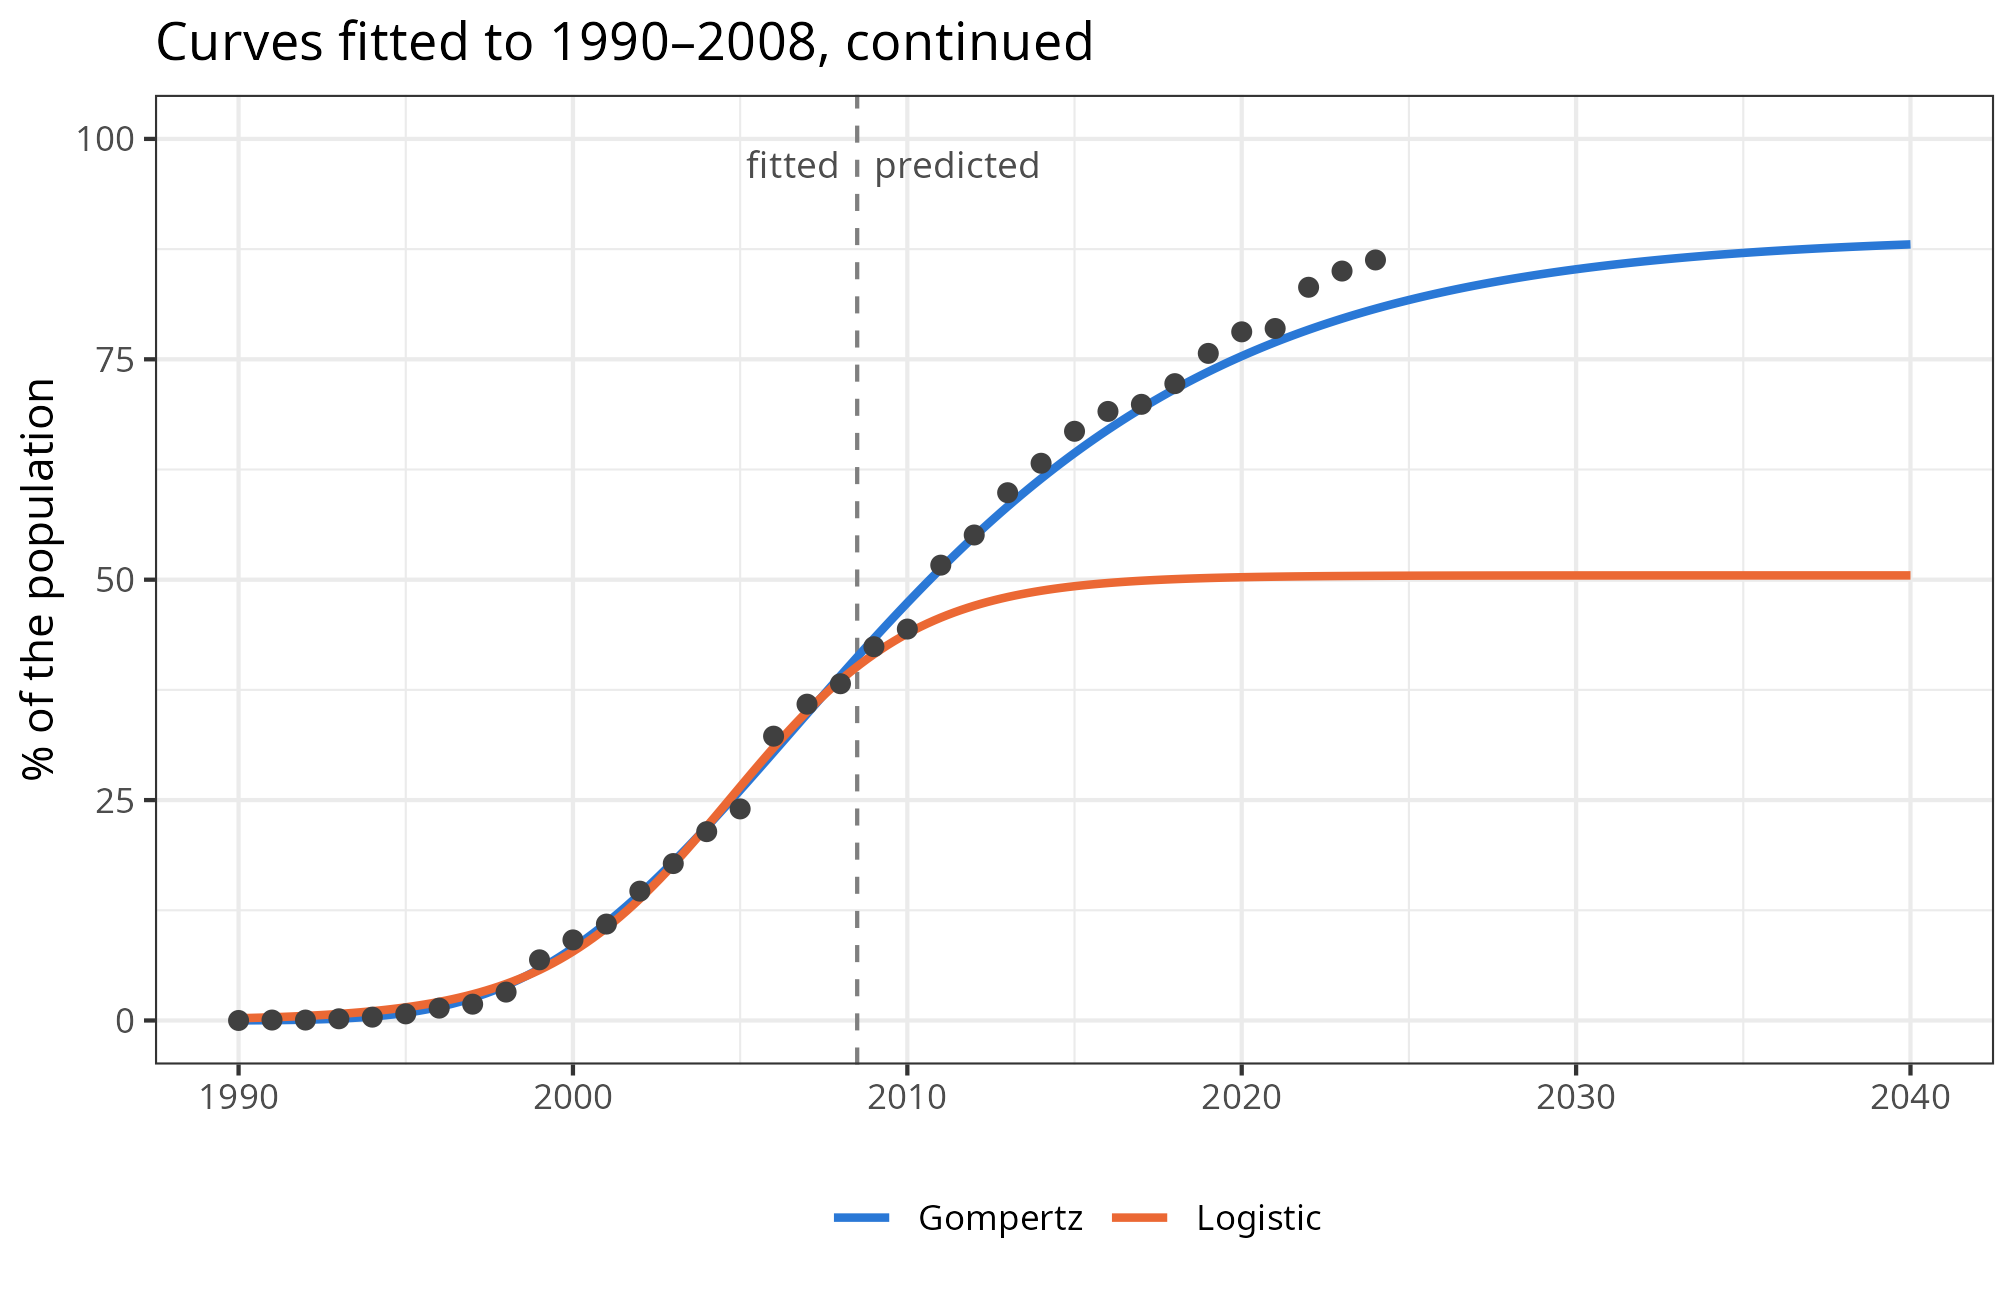 Curves fitted to 1990–2008, continued
% of the population
100
75
50
25
0
fitted
predicted
1990
2000
2010
2020
2030
2040
Gompertz
Logistic